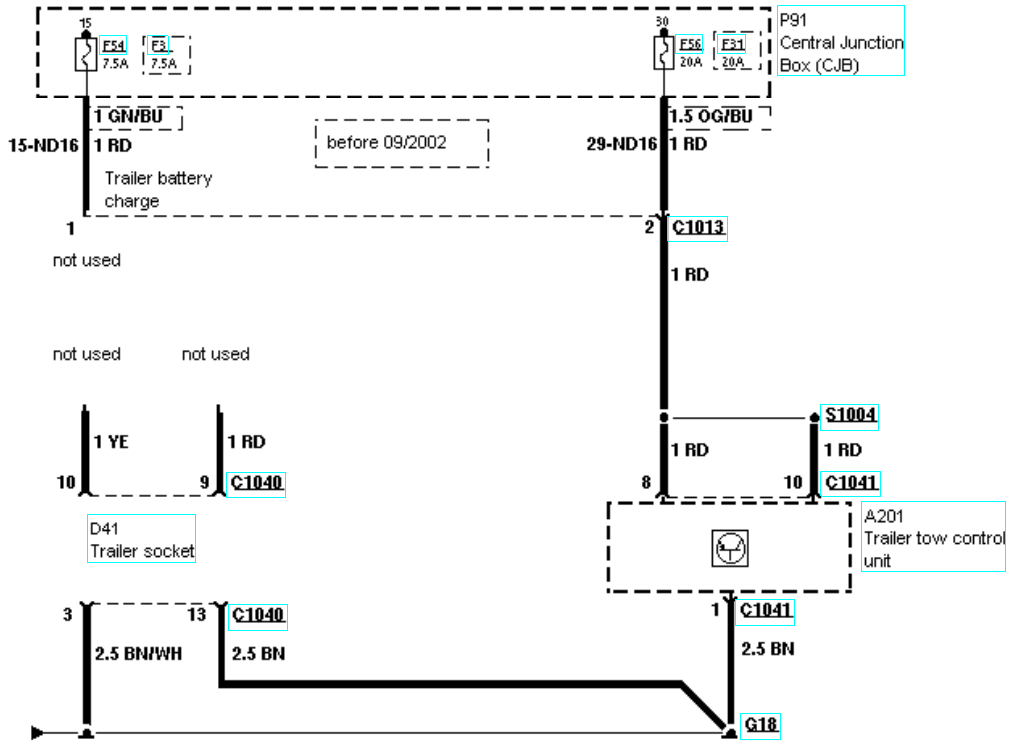 15
F54
7.5A
F3
7.5A
30
F56
20A
F31
20A
P91
Central Junction
Box (CJB)
1 GN/BU
15-ND16
1 RD
Trailer battery
charge
before 09/2002
1.5 OG/BU
29-ND16
1 RD
1
not used
2
C1013
1 RD
not used
not used
S1004
1 YE
1 RD
1 RD
1 RD
10
9
C1040
8
10
C1041
D41
Trailer socket
A201
Trailer tow control
unit
3
13
C1040
1
C1041
2.5 BN/WH
2.5 BN
2.5 BN
G18